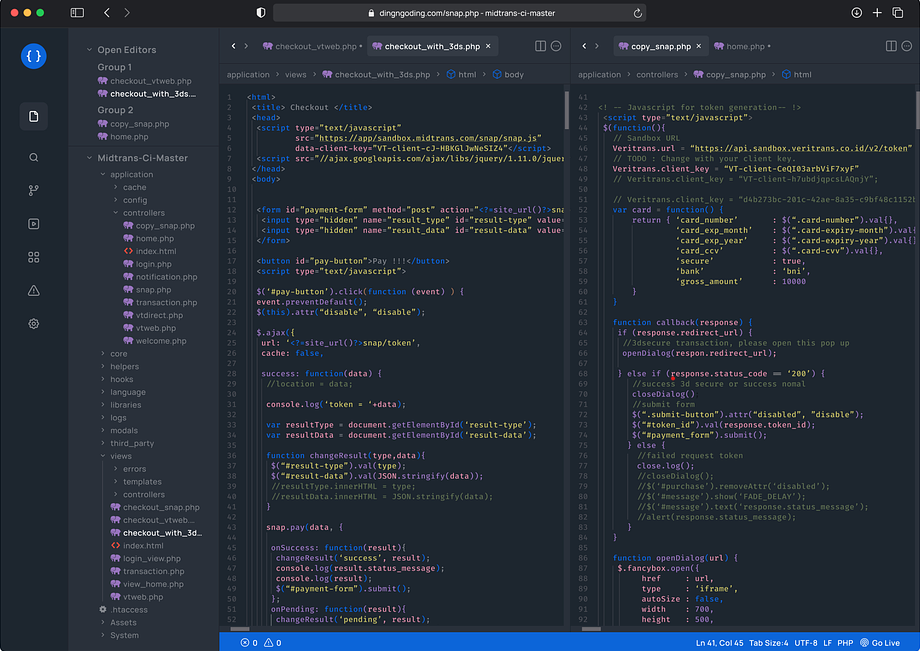 dingngoding.com/snap.php - midtrans-ci-master
Open Editors
Group 1
checkout_vtweb.php
checkout_with_3ds....
Group 2
copy_snap.php
home.php
Midtrans-Ci-Master
application
cache
config
controllers
copy_snap.php
home.php
index.html
login.php
notification.php
snap.php
transaction.php
vtdirect.php
vtweb.php
welcome.php
core
helpers
hooks
language
libraries
logs
modals
third_party
views
errors
templates
controllers
checkout_snap.php
checkout_vtweb...
checkout_with_3d...
index.html
login_view.php
transaction.php
view_home.php
vtweb.php
.htaccess
Assets
System
checkout_vtweb.php
checkout_with_3ds.php ×
application views checkout_with_3ds.php html body
1 <html>
2 <title> Checkout </title>
3 <head>
4 <script type="text/javascript"
5 src="https://app/sandbox.midtrans.com/snap/snap.js"
6 data-client-key="VT-client-cJ-HBKGlJwNeSIZ4"</script>
7 <script src="//ajax.googleapis.com/ajax/libs/jquery/1.11.0/jquer
8 </head>
9 <body>
10
11
12 <form id="payment-form" method="post" action="<?=site_url()?>sna
13 <input type="hidden" name="result_type" id="result-type" value=
14 <input type="hidden" name="result_data" id="result-data" value=
15 </form>
16
17 <button id="pay-button">Pay !!!</button>
18 <script type="text/javascript">
19
20 $('#pay-button').click(function (event) ) {
21 event.preventDefault();
22 $(this).attr("disable", "disable");
23
24 $.ajax({
25 url: '<?=site_url()?>snap/token',
26 cache: false,
27
28 success: function(data) {
29 //location = data;
30
31 console.log('token = '+data);
32
33 var resultType = document.getElementById('result-type');
34 var resultData = document.getElementById('result-data');
35
36 function changeResult(type,data){
37 $("#result-type").val(type);
38 $("#result-data").val(JSON.stringify(data));
39 //resultType.innerHTML = type;
40 //resultData.innerHTML = JSON.stringify(data);
41 }
42
43 snap.pay(data, {
44
45 onSuccess: function(result){
46 changeResult('success', result);
47 console.log(result.status_message);
48 console.log(result);
49 $("#payment-form").submit();
50 };
51 onPending: function(result){
52 changeResult('pending', result);
copy_snap.php ×
home.php
application controllers copy_snap.php html
41
42 <! -- Javascript for token generation-- !>
43 <script type="text/javascript">
44 $(function(){
45 // Sandbox URL
46 Veritrans.url = "https://api.sandbox.veritrans.co.id/v2/token"
47 // TODO : Change with your client key.
48 Veritrans.client_key = "VT-client-CeQI03arbViF7xyF"
49 // Veritrans.client_key = "VT-client-h7ubdjqpcsLAQnjY";
50
51 // Veritrans.client_key = "d4b273bc-201c-42ae-8a35-c9bf48c1152b
52 var card = function() {
53 return { 'card_number' : $(".card-number").val{},
54 'card_exp_month' : $(".card-expiry-month").val{
55 'card_exp_year' : $(".card-expiry-year").val{}
56 'card_ccv' : $(".card-cvv").val{},
57 'secure' : true,
58 'bank' : 'bni',
59 'gross_amount' : 10000
60 }
61 }
62
63 function callback(response) {
64 if (response.redirect_url) {
65 //3dsecure transaction, please open this pop up
66 openDialog(respon.redirect_url);
67
68 } else if (response.status_code == '200') {
69 //success 3d secure or success nomal
70 closeDialog()
71 //submit form
72 $(".submit-button").attr("disabled", "disable");
73 $("#token_id").val(response.token_id);
74 $("#payment_form").submit();
75 } else {
76 //failed request token
77 close.log();
78 //closeDialog();
79 //$('#purchase').removeAttr('disabled');
80 //$('#message').show('FADE_DELAY');
81 //$('#message').text('response.status_message');
82 //alert(response.status_message);
83 }
84 }
85
86 function openDialog(url) {
87 $.fancybox.open({
88 href : url,
89 type : 'iframe',
90 autoSize : false,
91 width : 700,
92 height : 500,
0 0
Ln 41, Col 45 Tab Size:4 UTF-8 LF PHP Go Live